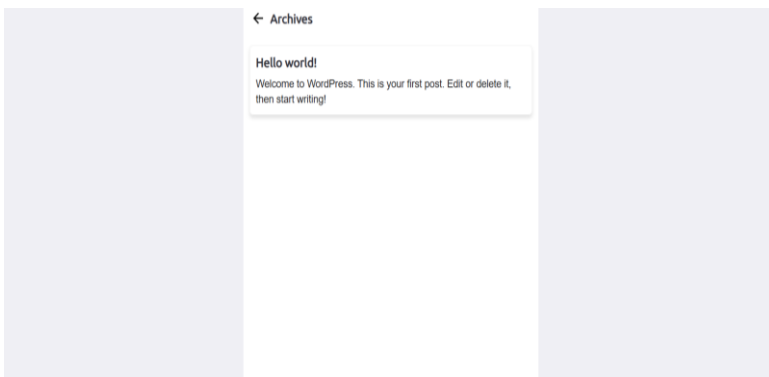 Archives
Hello world!
Welcome to WordPress. This is your first post. Edit or delete it,
then start writing!